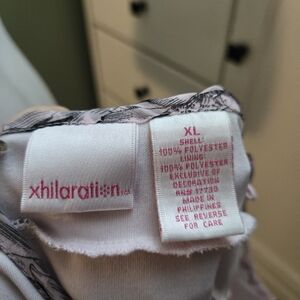 xhilaration
XL
SHELL:
100% POLYESTER
LINING:
100% POLYESTER
EXCLUSIVE OF
DECORATION
RN# 17730
MADE IN
PHILIPPINES
SEE REVERSE
FOR CARE